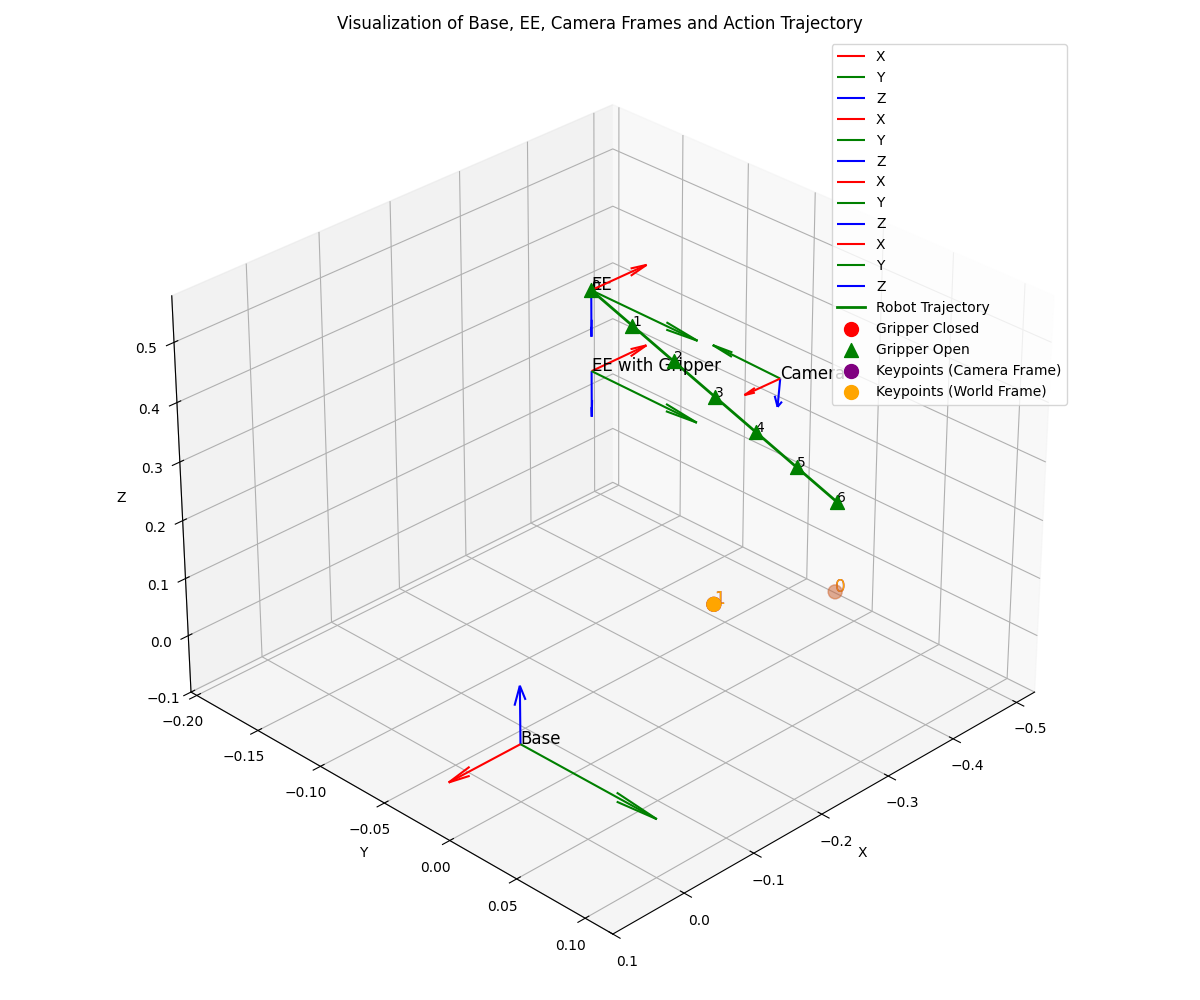 Visualization of Base, EE, Camera Frames and Action Trajectory
X
Y
Z
X
Y
Z
X
Y
Z
X
Y
Z
Robot Trajectory
Gripper Closed
Gripper Open
Keypoints (Camera Frame)
Keypoints (World Frame)
EE
1
2
EE with Gripper
Camera
3
4
5
6
0
1
Base
Z
0.5
0.4
0.3
0.2
0.1
0.0
−0.1
−0.20
−0.15
−0.10
−0.05
0.00
0.05
0.10
Y
−0.5
−0.4
−0.3
−0.2
−0.1
0.0
0.1
X